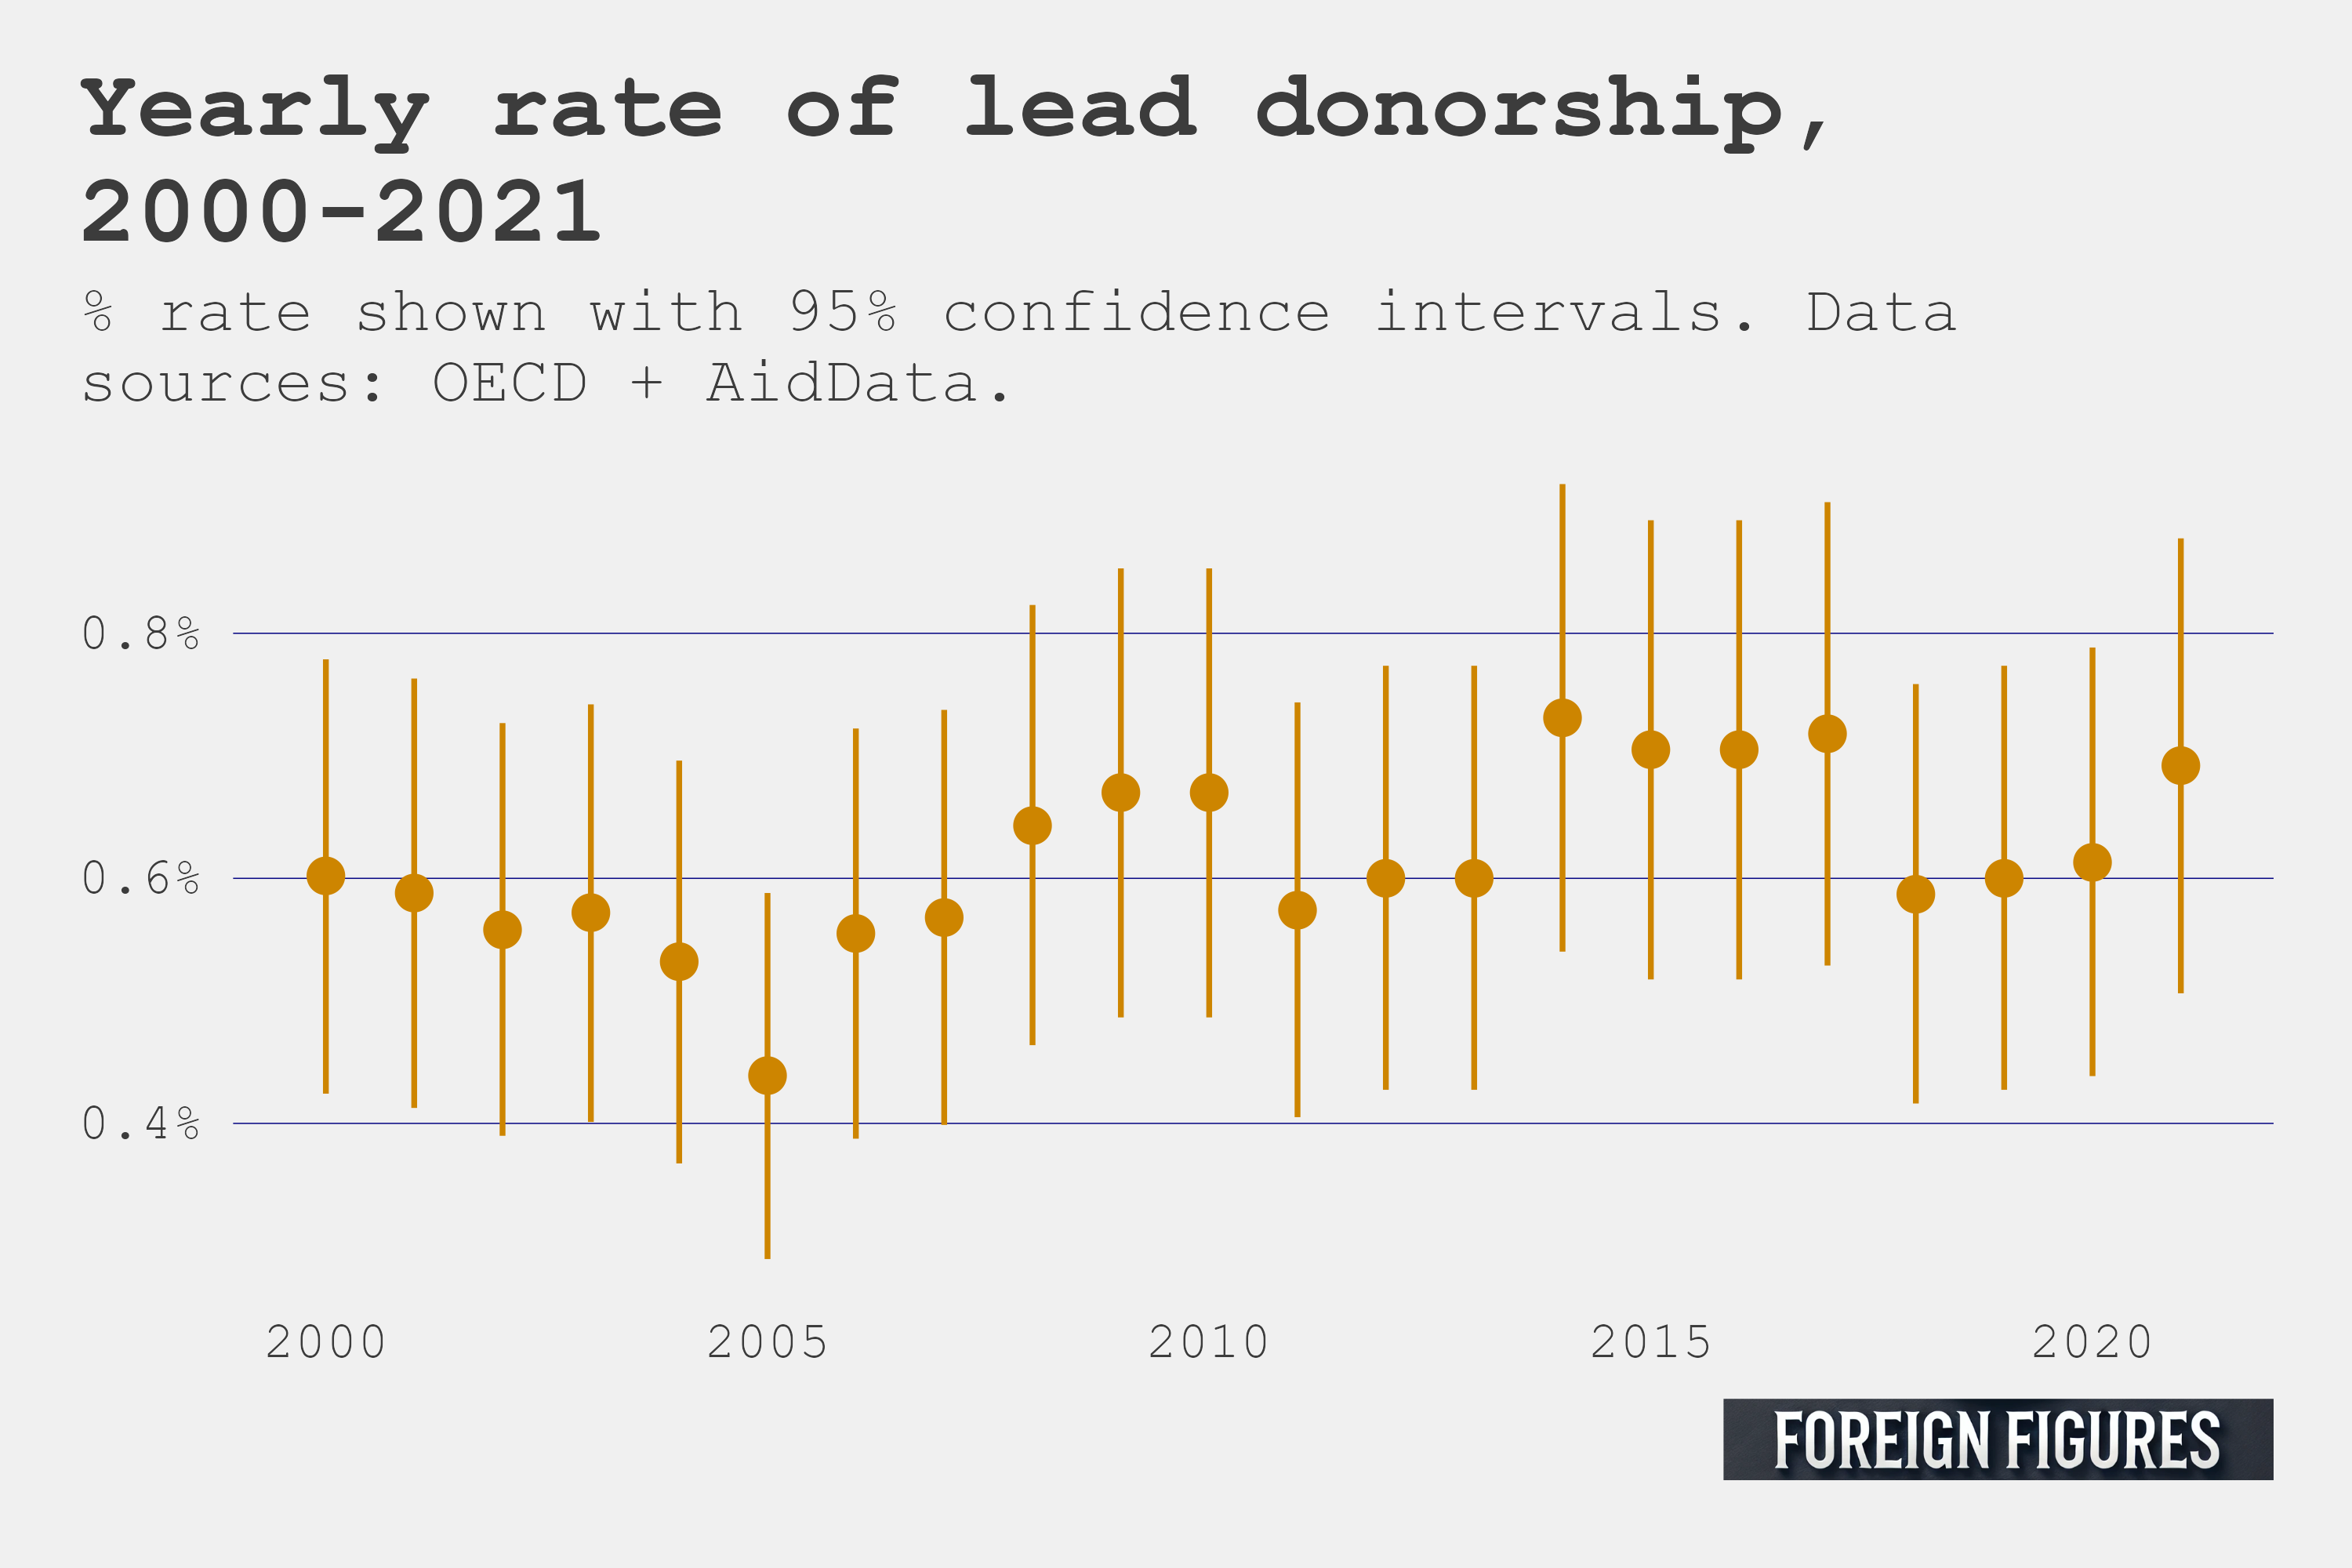 Yearly rate of lead donorship,
2000-2021
% rate shown with 95% confidence intervals. Data
sources: OECD + AidData.
0.8%
0.6%
0.4%
2000 2005 2010 2015 2020
FOREIGN FIGURES